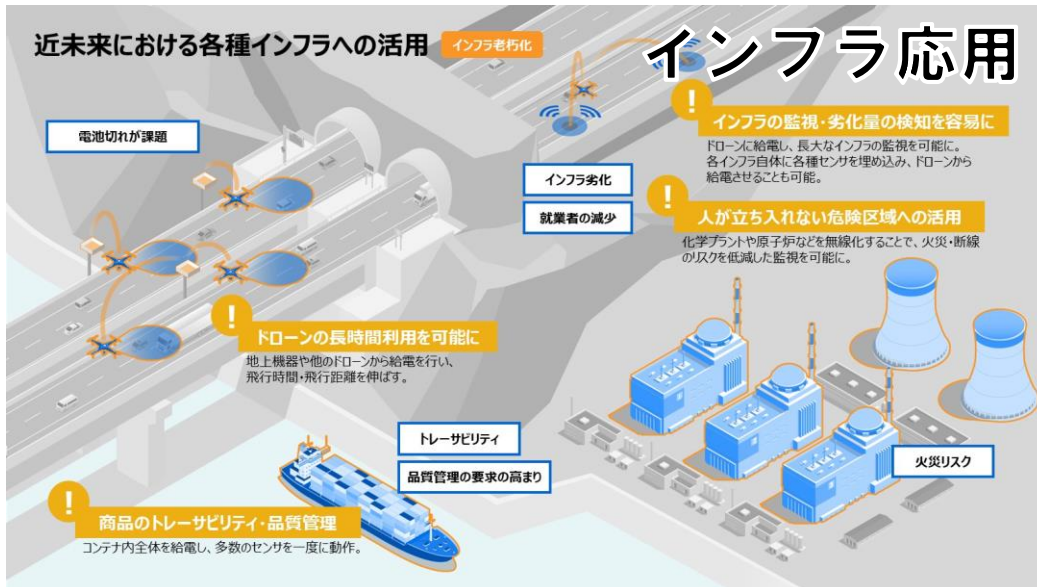 近未来における各種インフラへの活用
インフラ老朽化
インフラ応用
電池切れが課題
インフラの監視・劣化量の検知を容易に
ドローンに給電し、長大なインフラの監視を可能に。
各インフラ自体に各種センサを埋め込み、ドローンから
給電させることも可能。
インフラ劣化
就業者の減少
人が立ち入れない危険区域への活用
化学プラントや原子炉などを無線化することで、火災・断線
のリスクを低減した監視を可能に。
ドローンの長時間利用を可能に
地上機器や他のドローンから給電を行い、
飛行時間・飛行距離を伸ばす。
トレーサビリティ
品質管理の要求の高まり
火災リスク
商品のトレーサビリティ・品質管理
コンテナ内全体を給電し、多数のセンサを一度に動作。